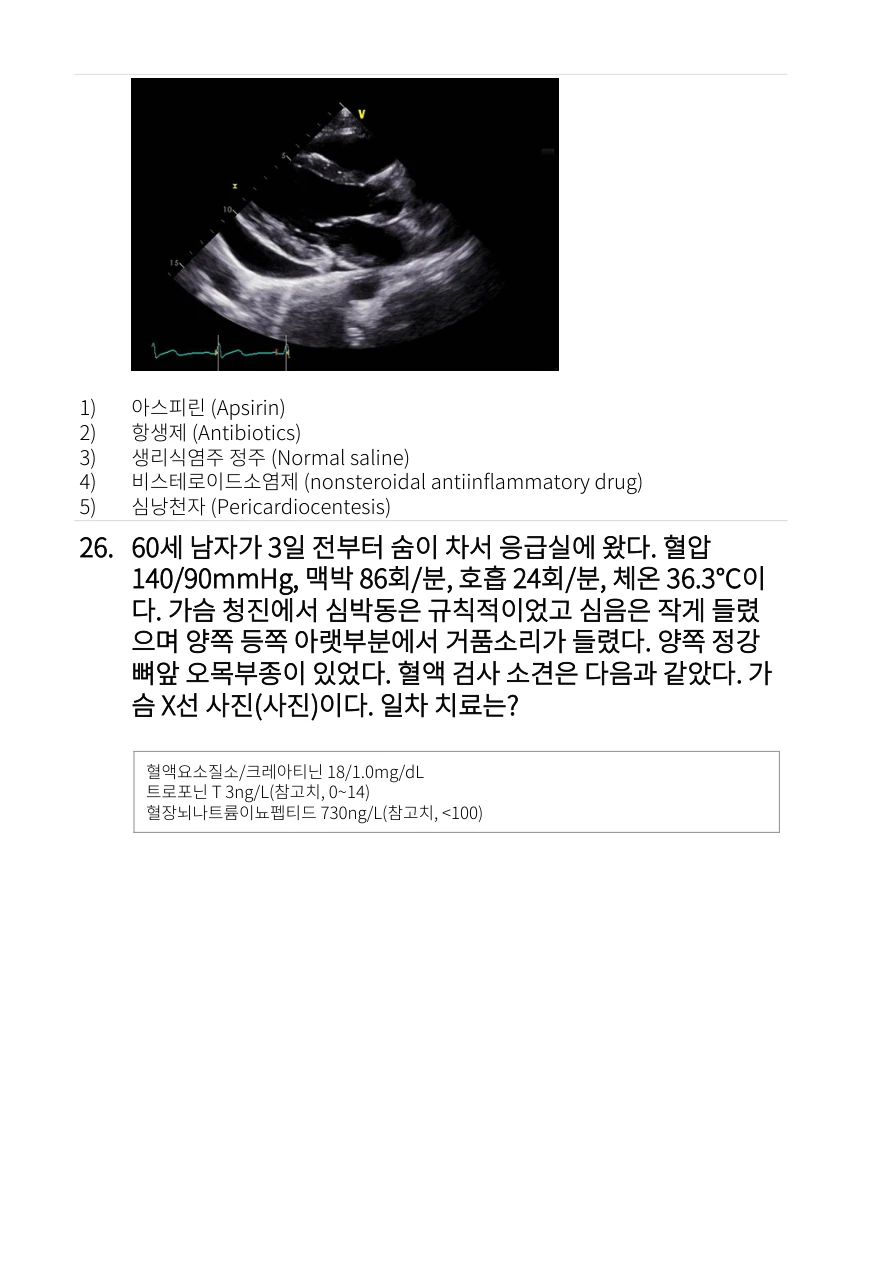 V
5
x
10
15
1) 아스피린 (Apsirin)
2) 항생제 (Antibiotics)
3) 생리식염주 정주 (Normal saline)
4) 비스테로이드소염제 (nonsteroidal antiinflammatory drug)
5) 심낭천자 (Pericardiocentesis)
26. 60세 남자가 3일 전부터 숨이 차서 응급실에 왔다. 혈압
140/90mmHg, 맥박 86회/분, 호흡 24회/분, 체온 36.3℃이
다. 가슴 청진에서 심박동은 규칙적이었고 심음은 작게 들렸
으며 양쪽 등쪽 아랫부분에서 거품소리가 들렸다. 양쪽 정강
뼈앞 오목부종이 있었다. 혈액 검사 소견은 다음과 같았다. 가
슴 X선 사진(사진)이다. 일차 치료는?
혈액요소질소/크레아티닌 18/1.0mg/dL
트로포닌 T 3ng/L(참고치, 0~14)
혈장뇌나트륨이뇨펩티드 730ng/L(참고치, <100)